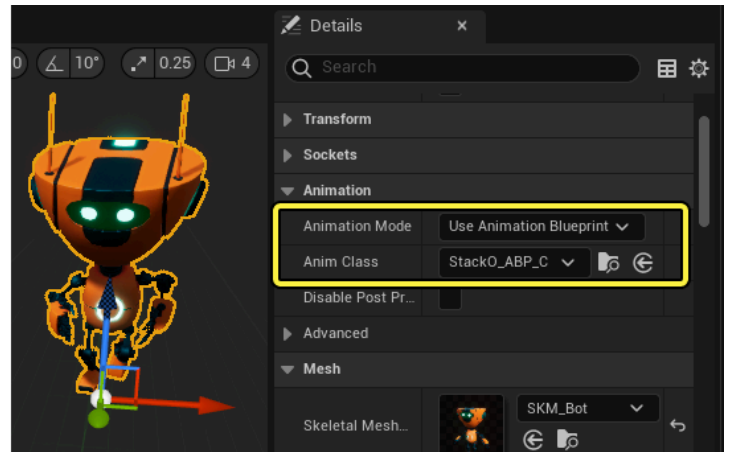 Details ×
0 10° 0.25 4
Search
Transform
Sockets
Animation
Animation Mode Use Animation Blueprint
Anim Class StackO_ABP_C
Disable Post Pr...
Advanced
Mesh
SKM_Bot
Skeletal Mesh...